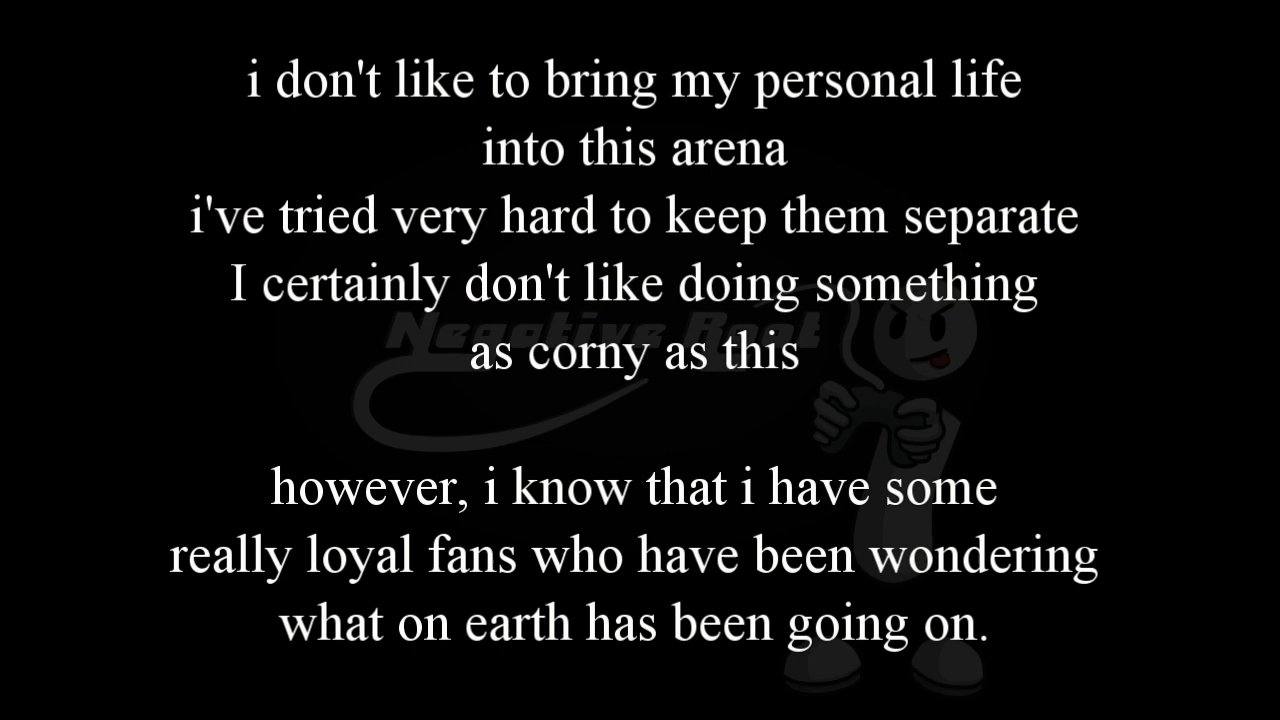 i don't like to bring my personal life
into this arena
i've tried very hard to keep them separate
I certainly don't like doing something
Negative Root
as corny as this
however, i know that i have some
really loyal fans who have been wondering
what on earth has been going on.